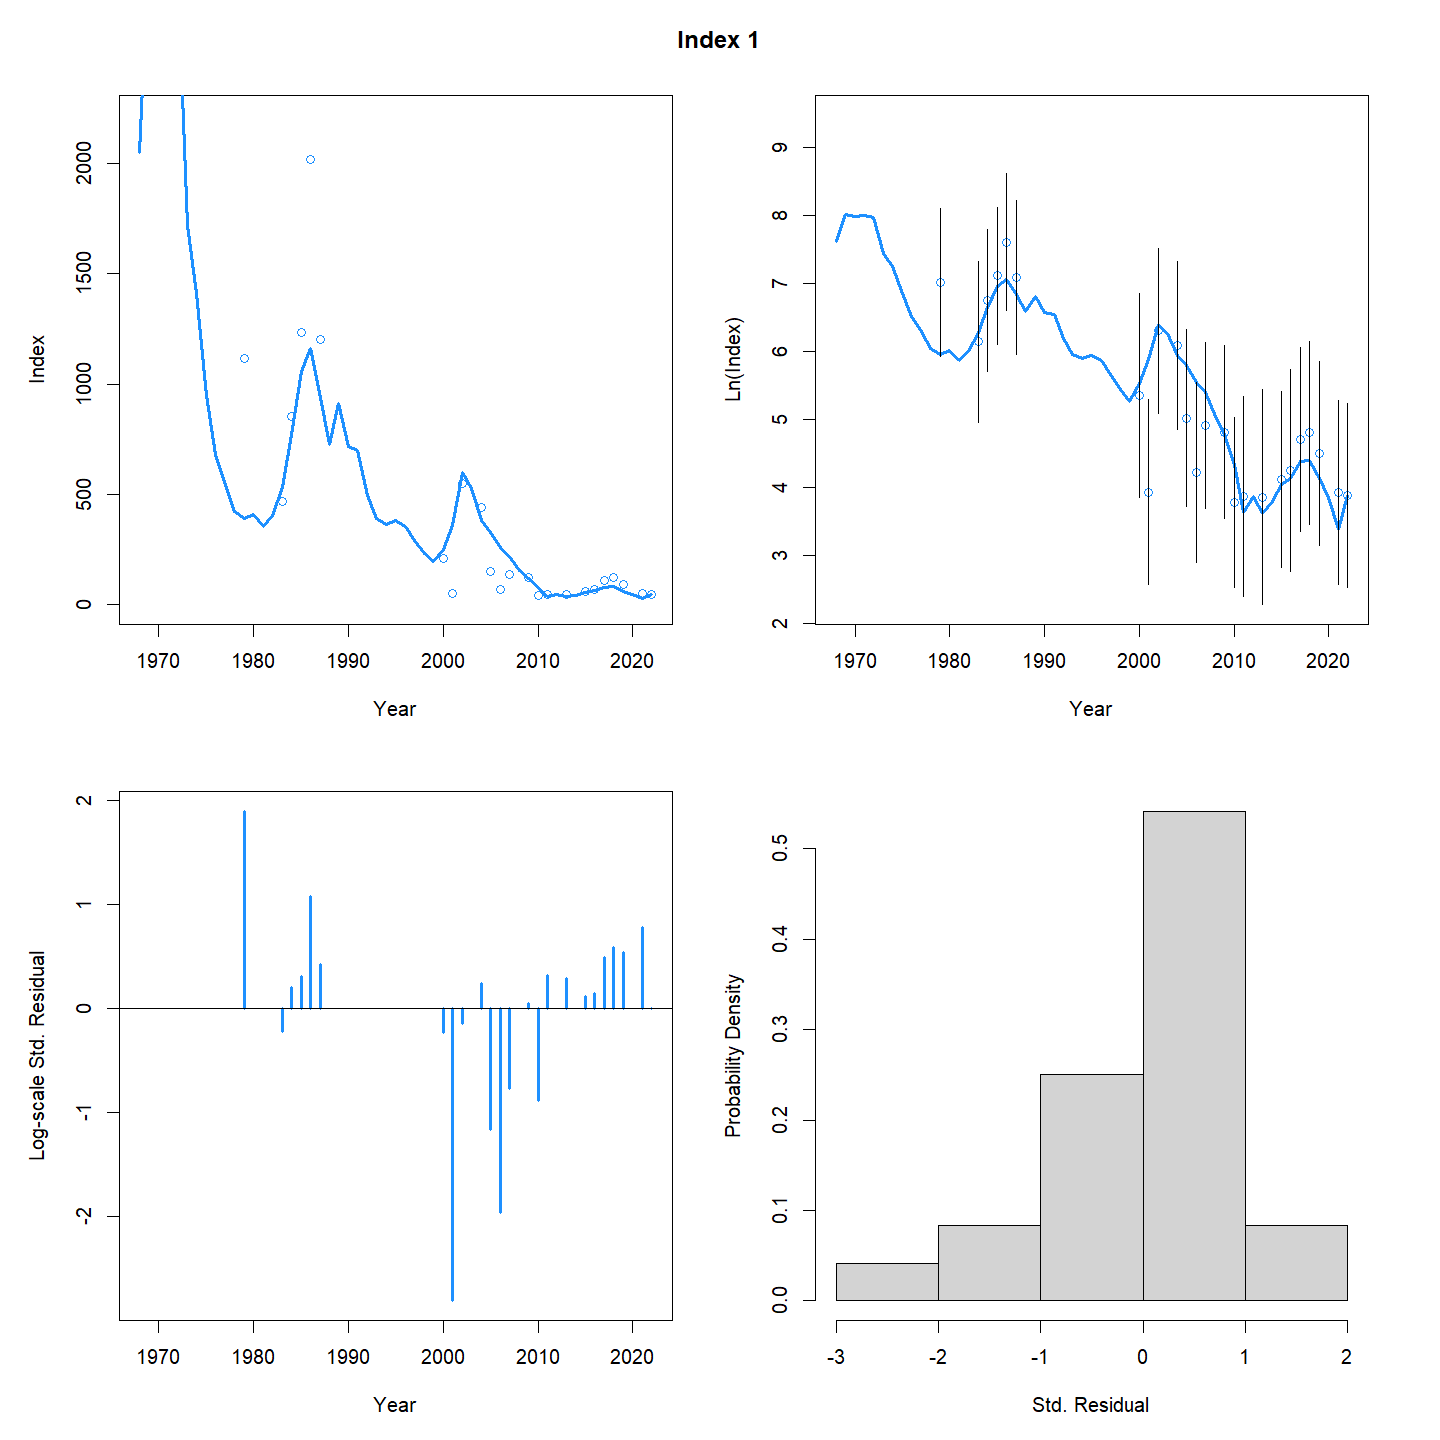 Index 1
Index
0
500
1000
1500
2000
1970 1980 1990 2000 2010 2020
Year
Ln(Index)
2
3
4
5
6
7
8
9
1970 1980 1990 2000 2010 2020
Year
Log-scale Std. Residual
-2
-1
0
1
2
1970 1980 1990 2000 2010 2020
Year
Probability Density
0.0
0.1
0.2
0.3
0.4
0.5
-3 -2 -1 0 1 2
Std. Residual